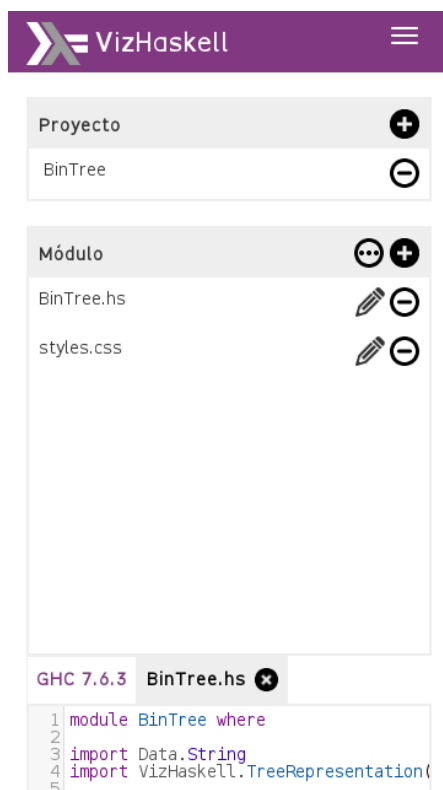 VizHaskell
Proyecto
BinTree
Módulo
BinTree.hs
styles.css
GHC 7.6.3 BinTree.hs
1 module BinTree where
2
3 import Data.String
4 import VizHaskell.TreeRepresentation(
5